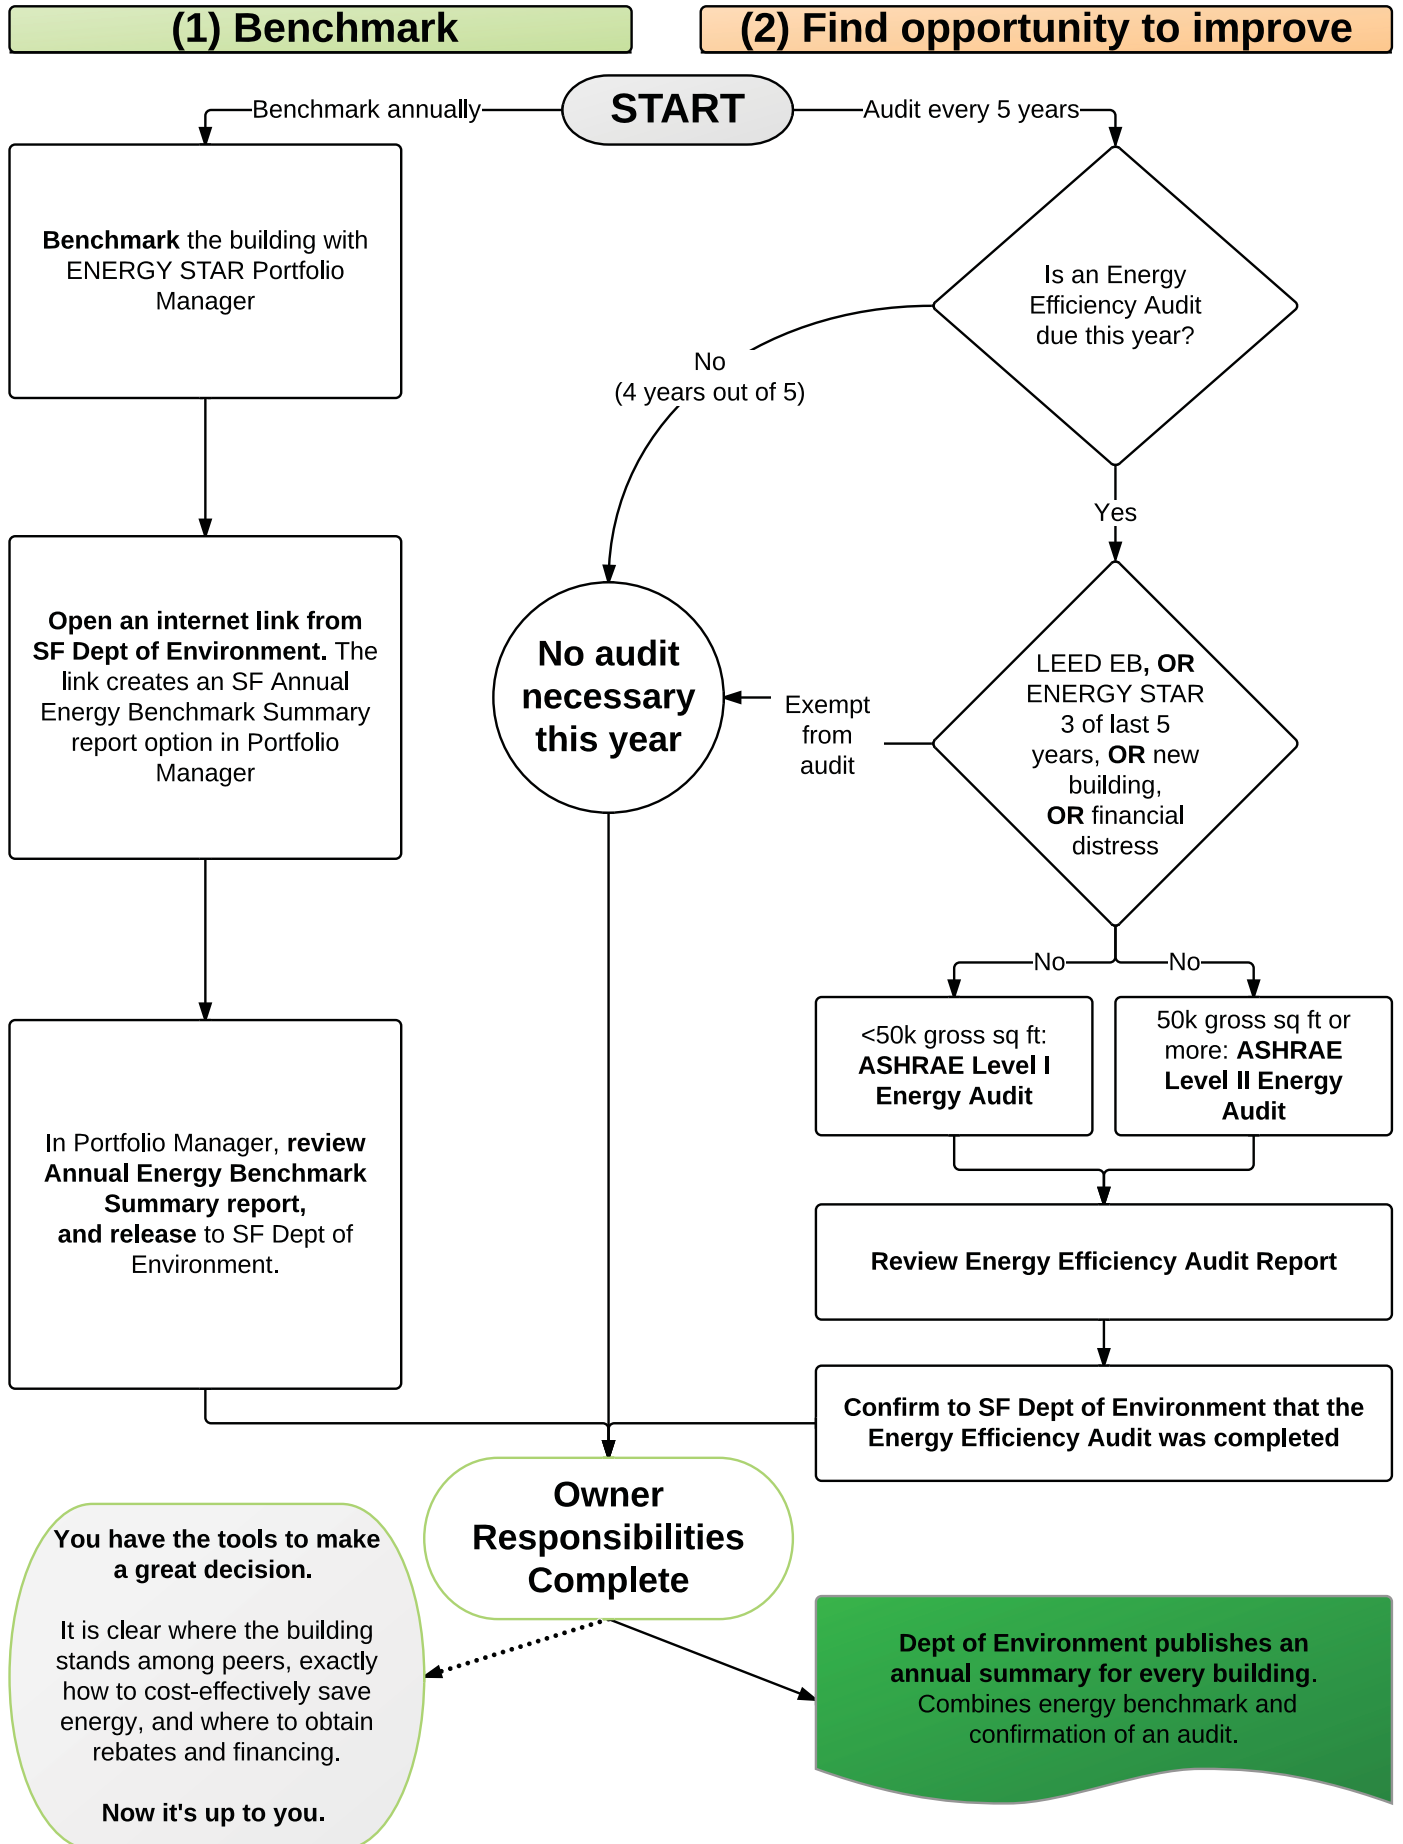 (1) Benchmark
(2) Find opportunity to improve
START
Benchmark annually
Audit every 5 years
Benchmark the building with
ENERGY STAR Portfolio
Manager
Is an Energy
Efficiency Audit
due this year?
No
(4 years out of 5)
Yes
Open an internet link from
SF Dept of Environment. The
link creates an SF Annual
Energy Benchmark Summary
report option in Portfolio
Manager
No audit
necessary
this year
Exempt
from
audit
LEED EB, OR
ENERGY STAR
3 of last 5
years, OR new
building,
OR financial
distress
No
No
<50k gross sq ft:
ASHRAE Level I
Energy Audit
50k gross sq ft or
more: ASHRAE
Level II Energy
Audit
In Portfolio Manager, review
Annual Energy Benchmark
Summary report,
and release to SF Dept of
Environment.
Review Energy Efficiency Audit Report
Confirm to SF Dept of Environment that the
Energy Efficiency Audit was completed
Owner
Responsibilities
Complete
You have the tools to make
a great decision.
It is clear where the building
stands among peers, exactly
how to cost-effectively save
energy, and where to obtain
rebates and financing.
Now it's up to you.
Dept of Environment publishes an
annual summary for every building.
Combines energy benchmark and
confirmation of an audit.